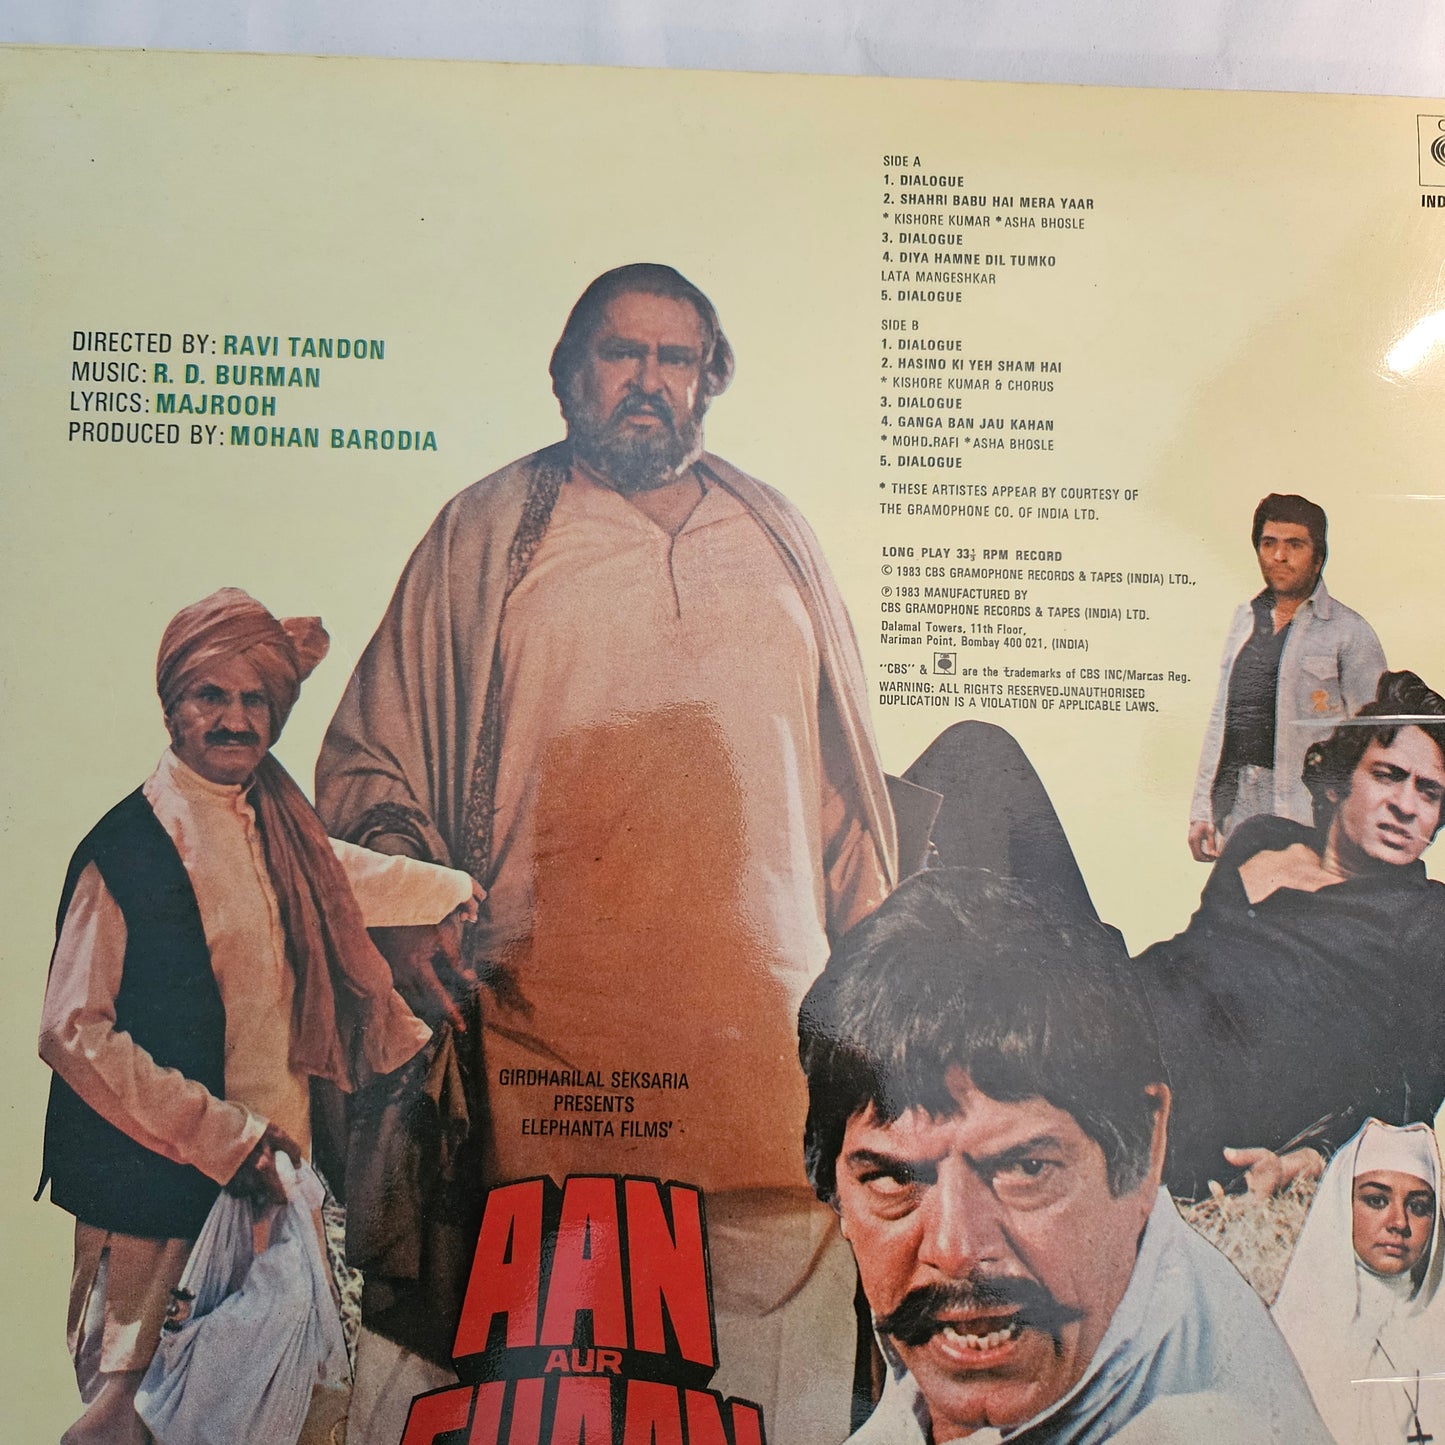 DIRECTED BY: RAVI TANDON
MUSIC: R. D. BURMAN
LYRICS: MAJROOH
PRODUCED BY: MOHAN BARODIA
SIDE A
1. DIALOGUE
2. SHAHRI BABU HAI MERA YAAR
* KISHORE KUMAR * ASHA BHOSLE
3. DIALOGUE
4. DIYA HAMNE DIL TUMKO
LATA MANGESHKAR
5. DIALOGUE
SIDE B
1. DIALOGUE
2. HASINO KI YEH SHAM HAI
* KISHORE KUMAR & CHORUS
3. DIALOGUE
4. GANGA BAN JAU KAHAN
* MOHD.RAFI * ASHA BHOSLE
5. DIALOGUE
* THESE ARTISTES APPEAR BY COURTESY OF
THE GRAMOPHONE CO. OF INDIA LTD.
LONG PLAY 33⅓ RPM RECORD
© 1983 CBS GRAMOPHONE RECORDS & TAPES (INDIA) LTD.,
℗ 1983 MANUFACTURED BY
CBS GRAMOPHONE RECORDS & TAPES (INDIA) LTD.
Dalamal Towers, 11th Floor,
Nariman Point, Bombay 400 021, (INDIA)
"CBS" & CBS are the trademarks of CBS INC/Marcas Reg.
WARNING: ALL RIGHTS RESERVED.UNAUTHORISED
DUPLICATION IS A VIOLATION OF APPLICABLE LAWS.
IND
GIRDHARILAL SEKSARIA
PRESENTS
ELEPHANTA FILMS'
AAN
AUR
SHAAN